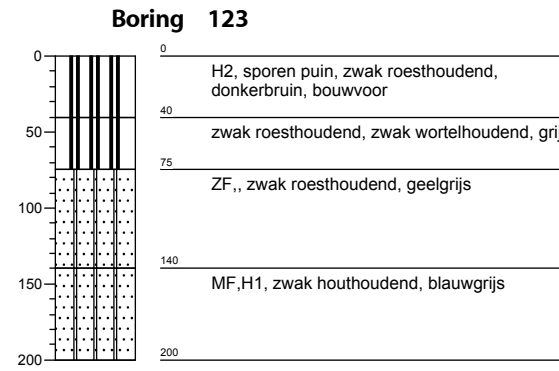 Boring 123
0
0
H2, sporen puin, zwak roesthoudend,
donkerbruin, bouwvoor
40
50
zwak roesthoudend, zwak wortelhoudend,
75
ZF,, zwak roesthoudend, geelgrijs
100
140
150
MF,H1, zwak houthoudend, blauwgrijs
200
200